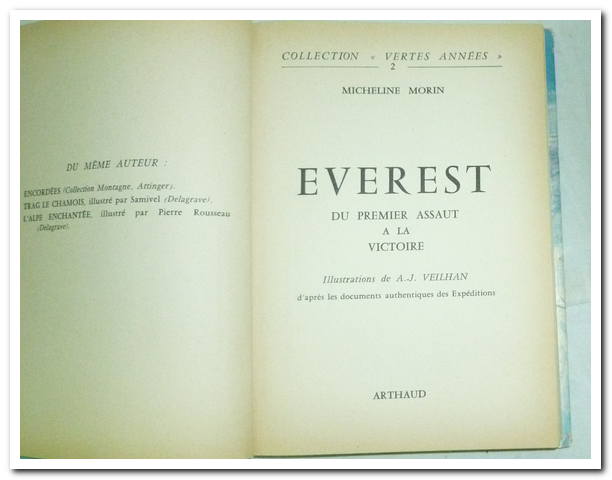 DU MÊME AUTEUR :
ENCORDÉES (Collection Montagne, Attinger).
TRAG LE CHAMOIS, illustré par Samivel (Delagrave).
L'ALPE ENCHANTÉE, illustré par Pierre Rousseau
(Delagrave).
COLLECTION « VERTES ANNÉES »
2
MICHELINE MORIN
EVEREST
DU PREMIER ASSAUT
A LA
VICTOIRE
Illustrations de A.-J. VEILHAN
d'après les documents authentiques des Expéditions
ARTHAUD